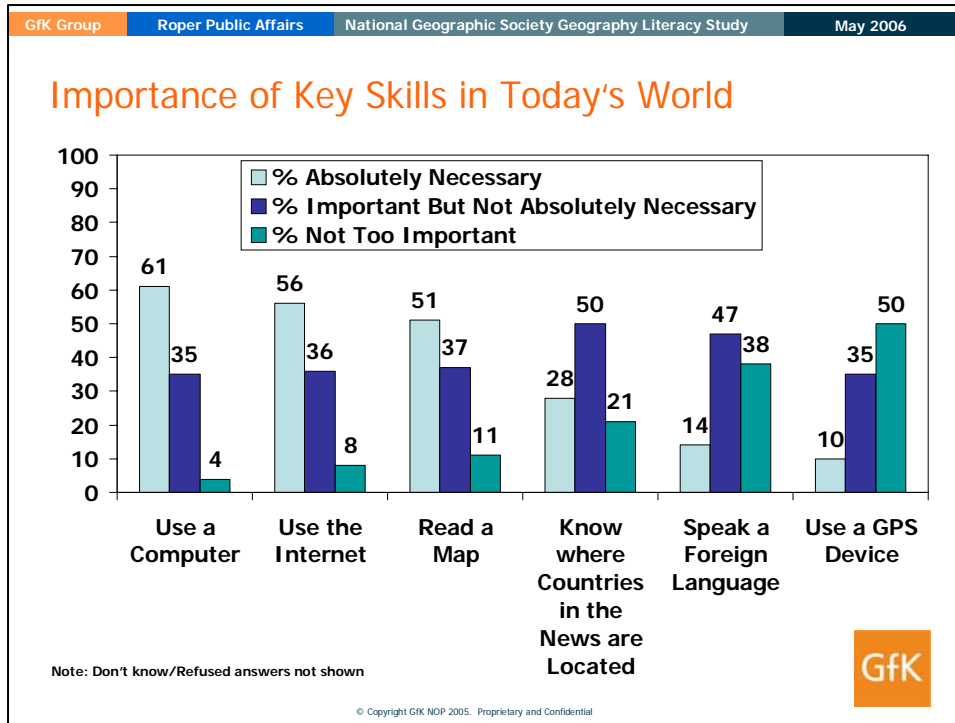 GfK Group Roper Public Affairs National Geographic Society Geography Literacy Study May 2006
Importance of Key Skills in Today's World
100
90
80
70
60
50
40
30
20
10
0
% Absolutely Necessary
% Important But Not Absolutely Necessary
% Not Too Important
61 35 4
56 36 8
51 37 11
28 50 21
14 47 38
10 35 50
Use a
Computer
Use the
Internet
Read a
Map
Know
where
Countries
in the
News are
Located
Speak a
Foreign
Language
Use a GPS
Device
Note: Don't know/Refused answers not shown
GfK
© Copyright GfK NOP 2005. Proprietary and Confidential